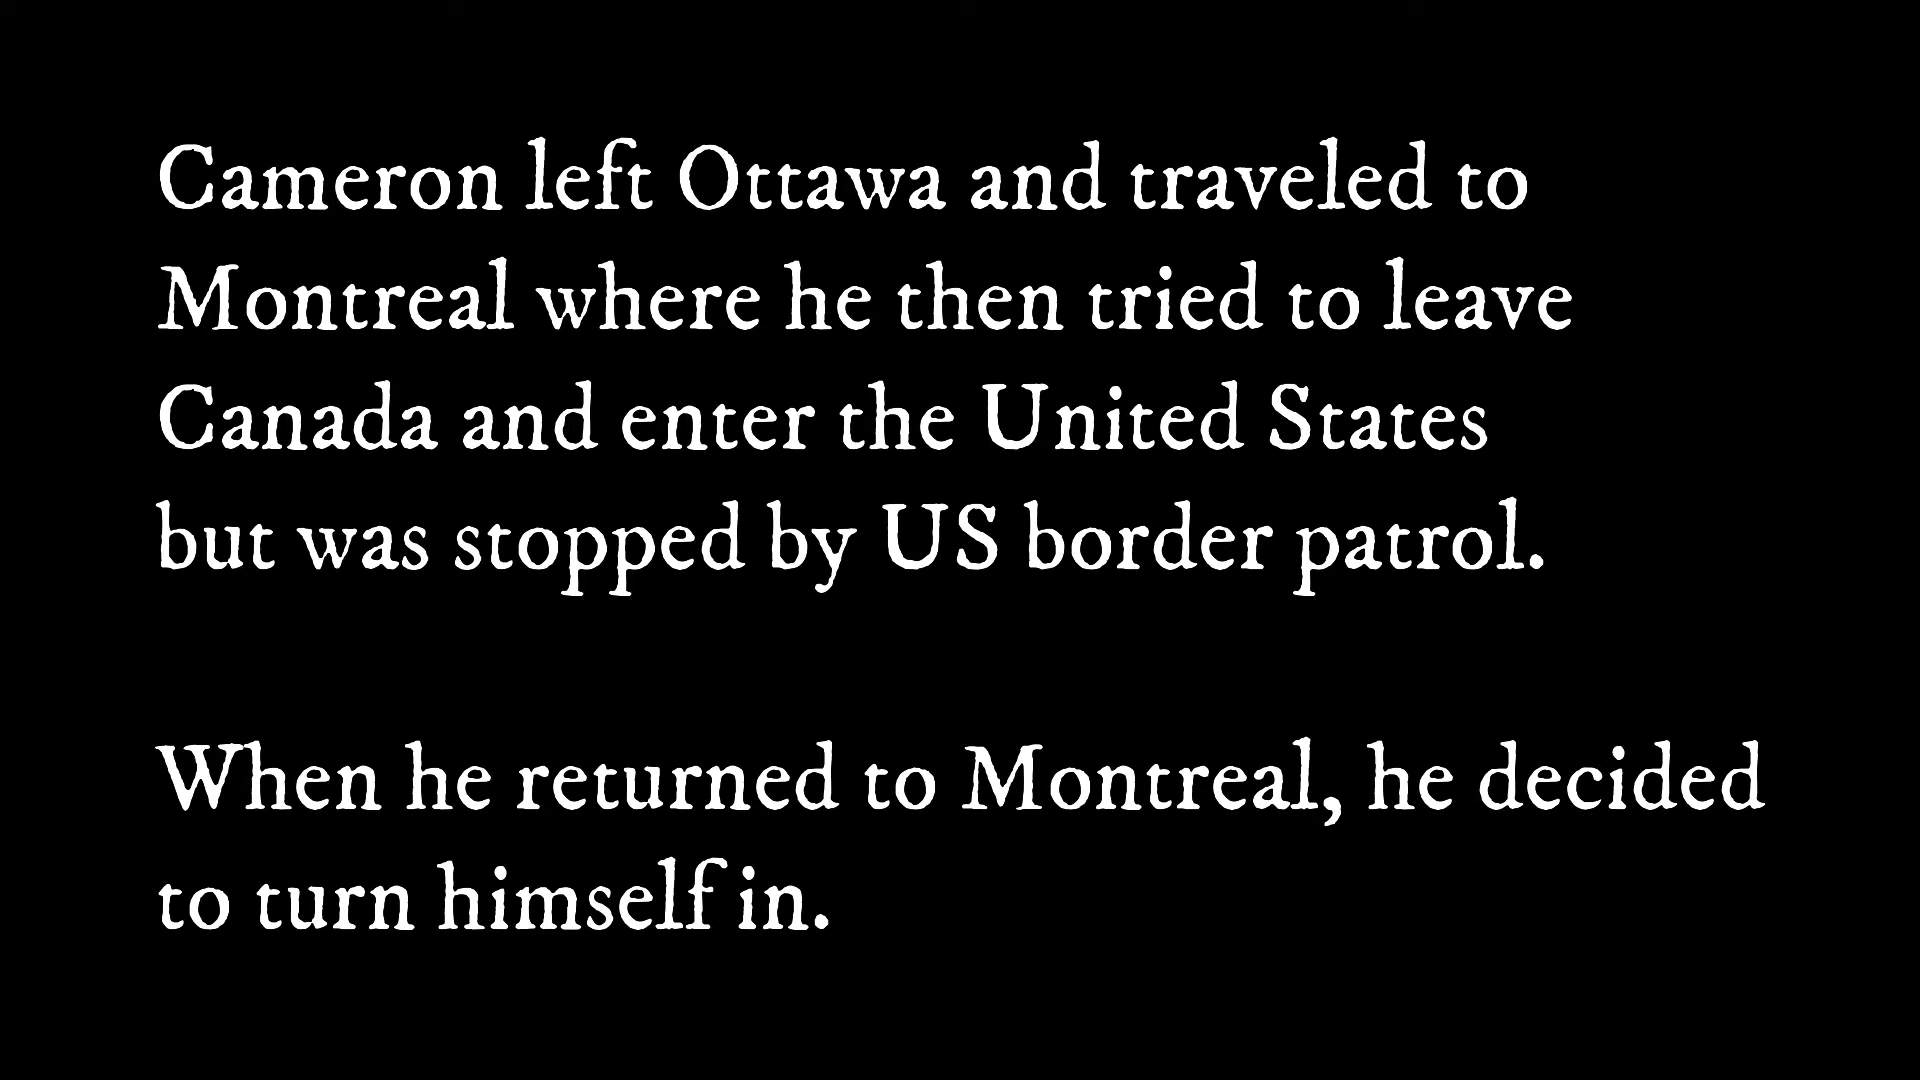 Cameron left Ottawa and traveled to
Montreal where he then tried to leave
Canada and enter the United States
but was stopped by US border patrol.
When he returned to Montreal, he decided
to turn himself in.